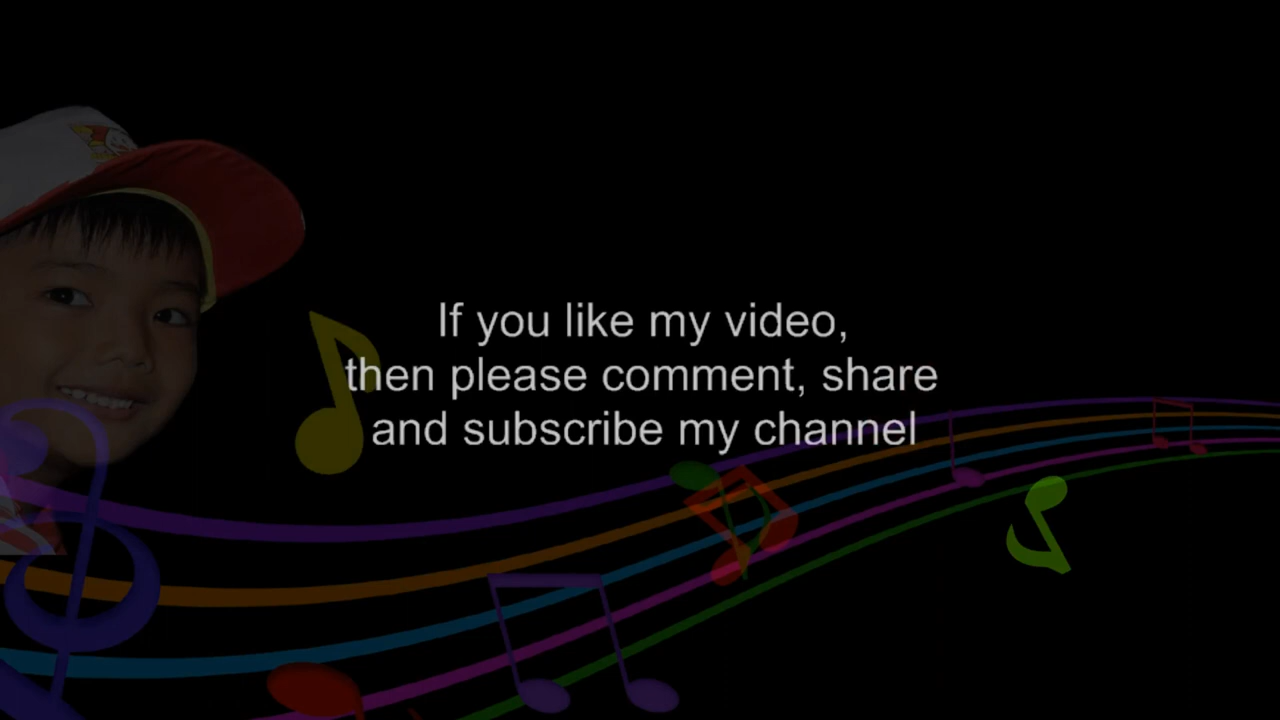 If you like my video,
then please comment, share
and subscribe my channel